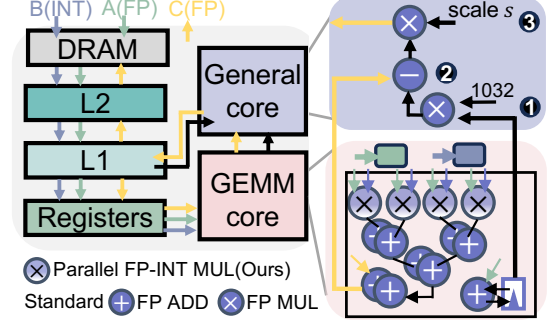 B(INT) A(FP) C(FP)
DRAM
L2
L1
Registers
General
core
GEMM
core
scale s
3
2
1032
1
Parallel FP-INT MUL(Ours)
Standard FP ADD FP MUL